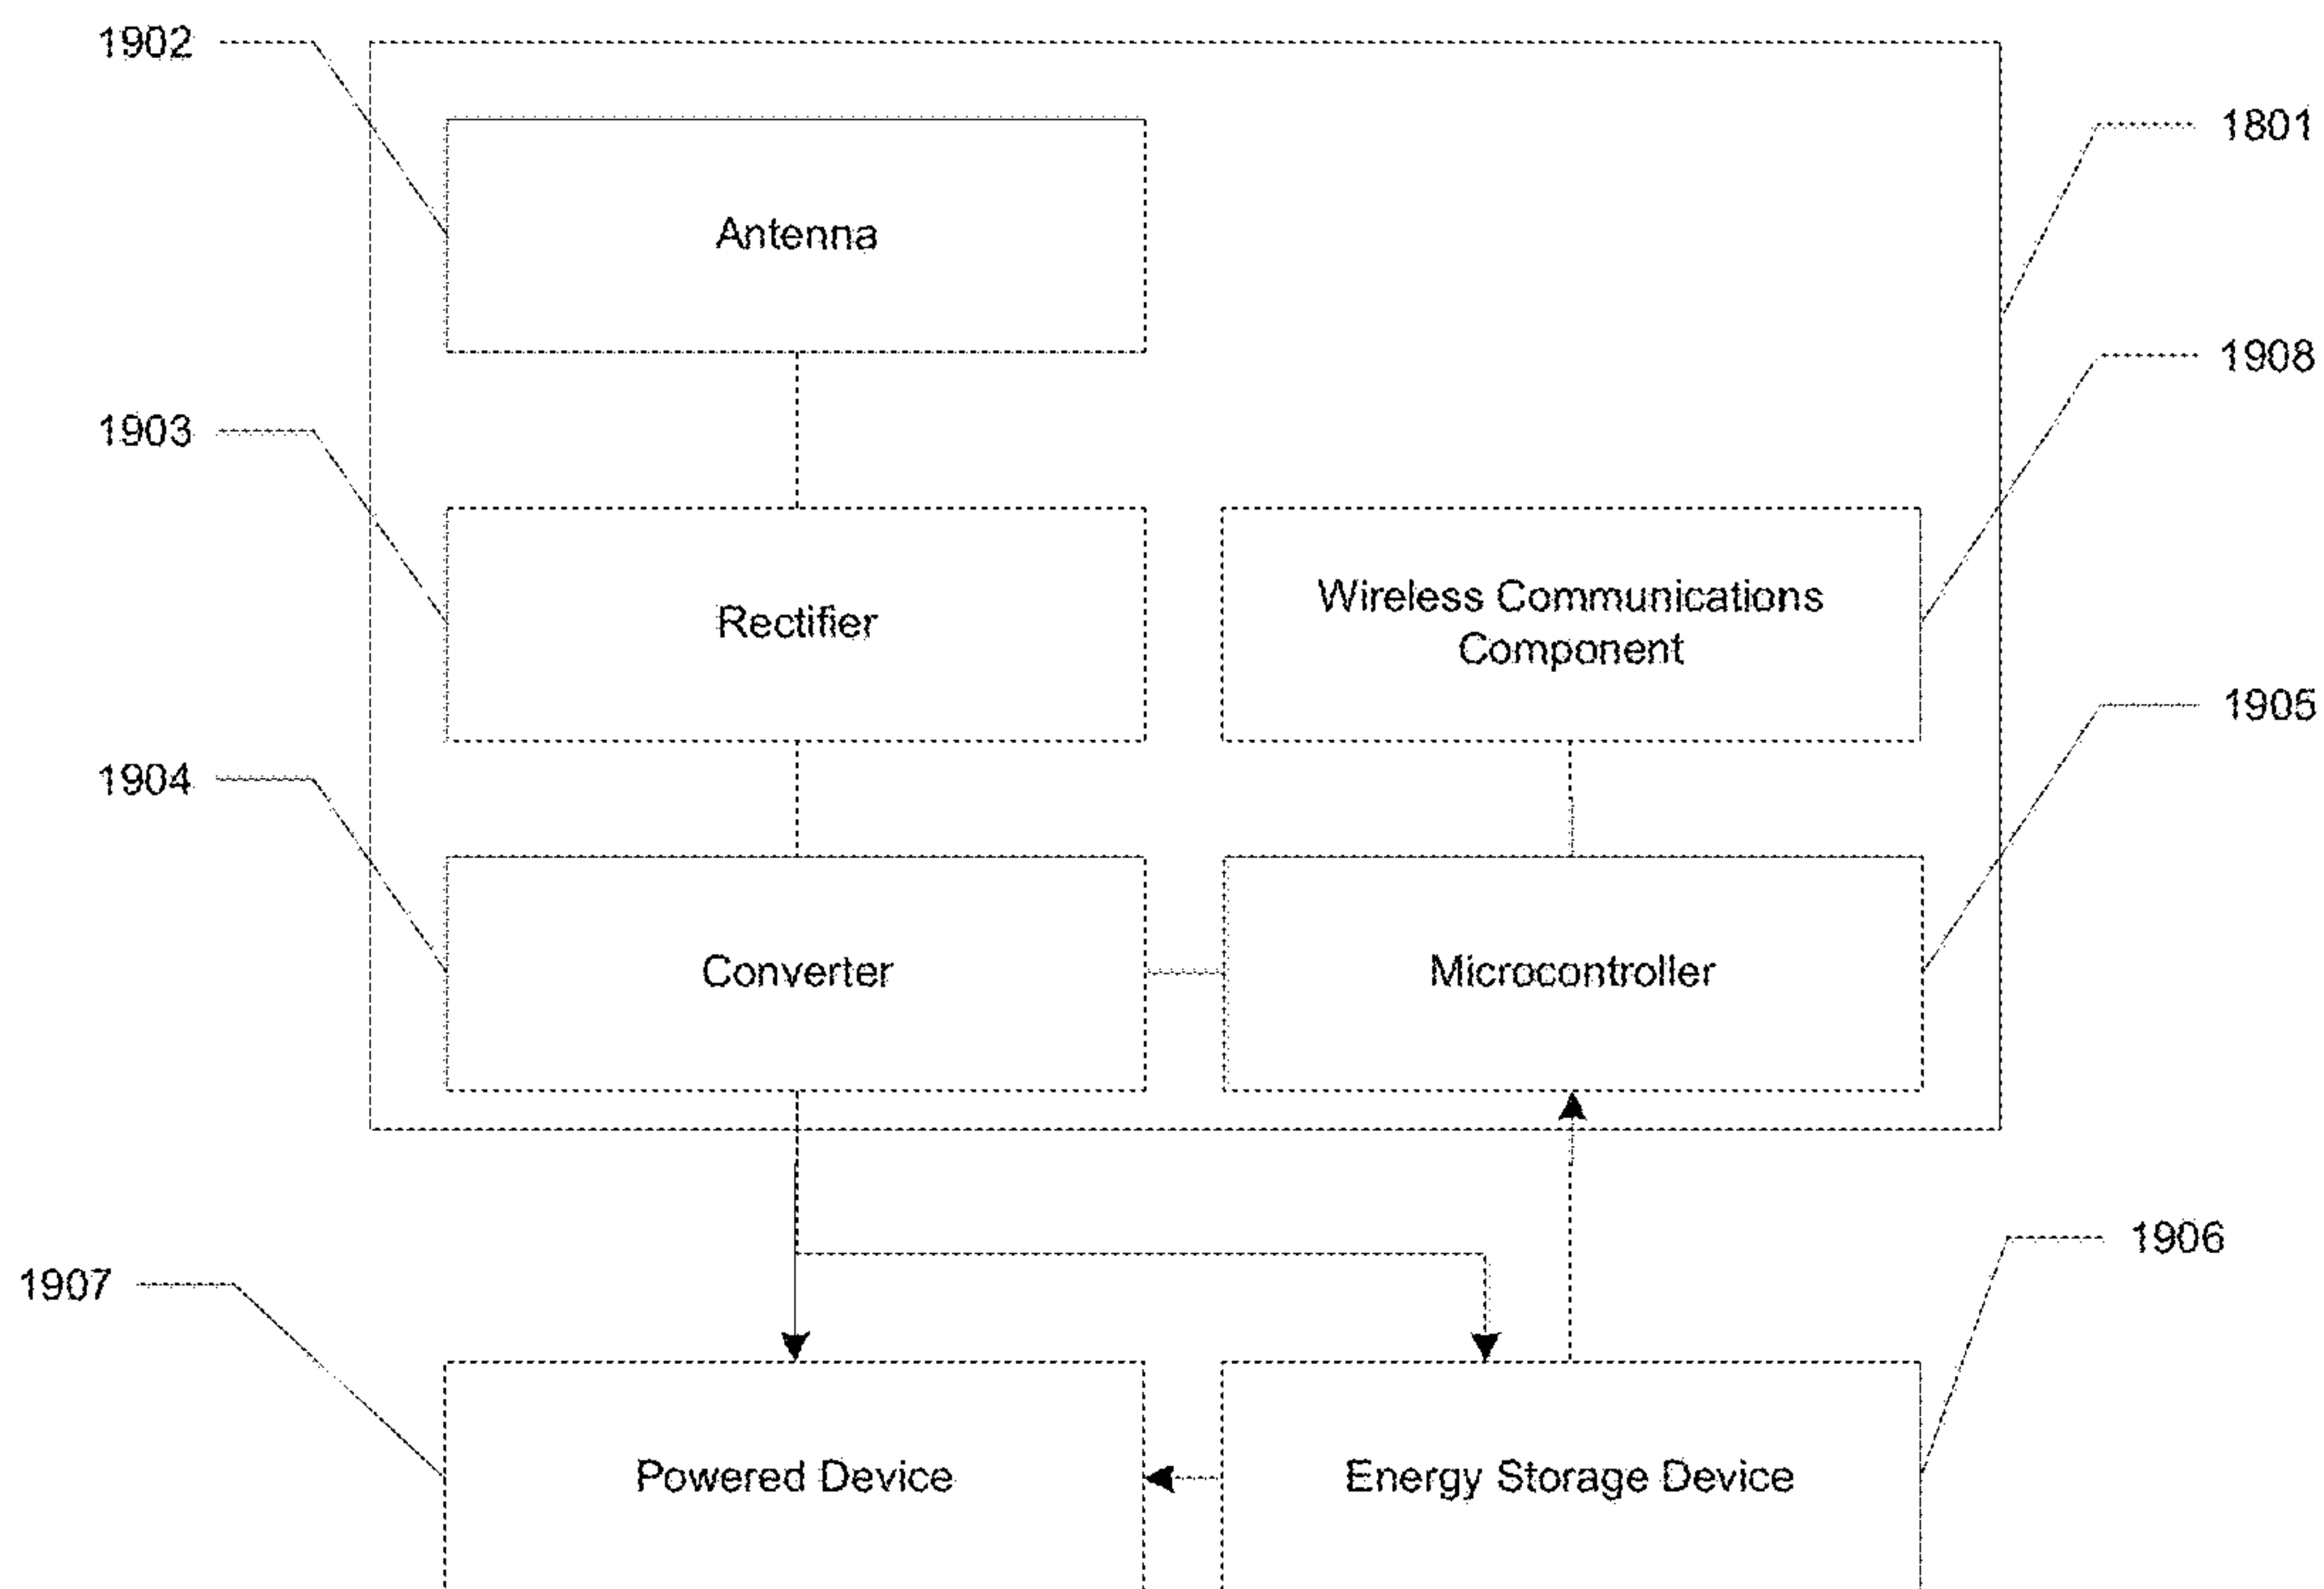 1902
1801
Antenna
1908
1903
Rectifier
Wireless Communications
Component
1905
1904
Converter
Microcontroller
1906
1907
Powered Device
Energy Storage Device